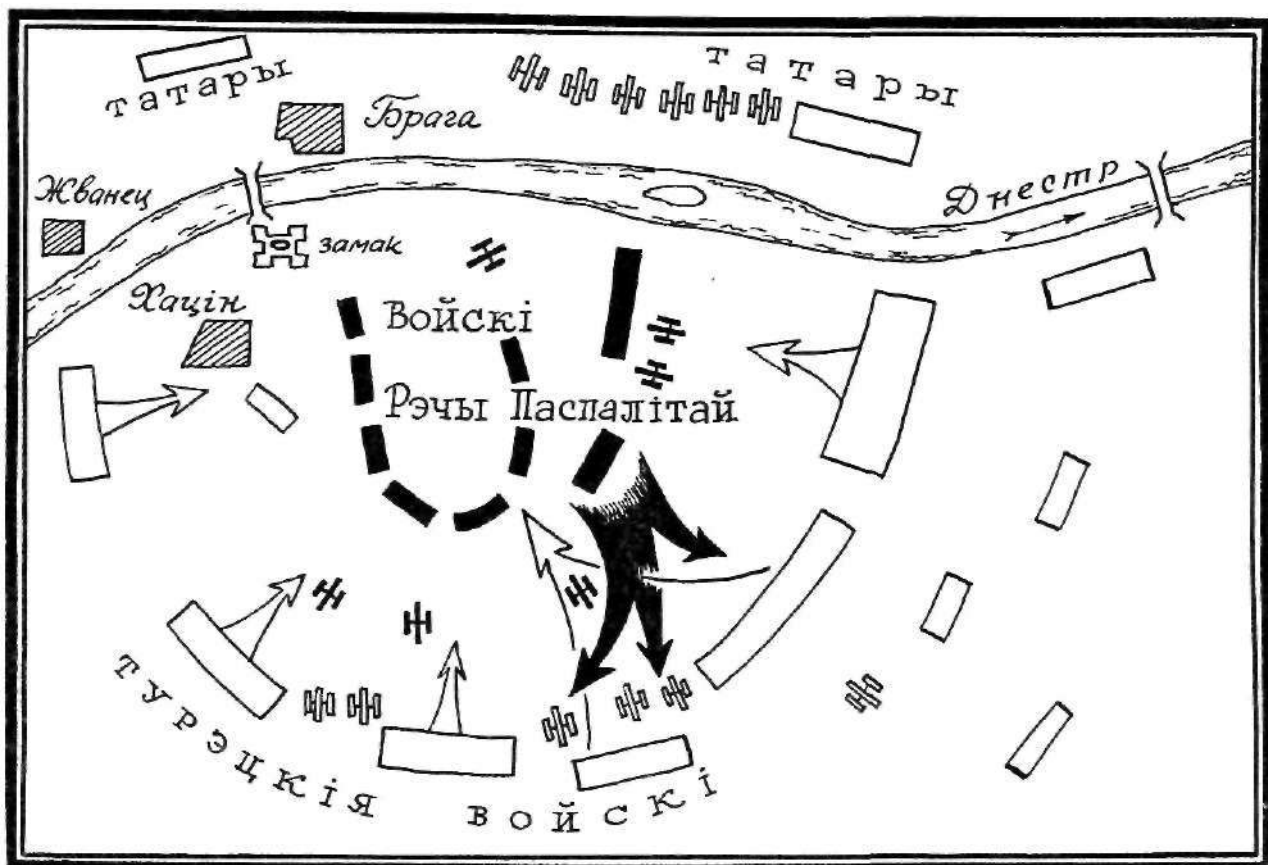 татары
татары
Брага
Жванец
Днестр
замак
Хацін
Войскі
Рэчы Паспалітай
турэцкія войскі